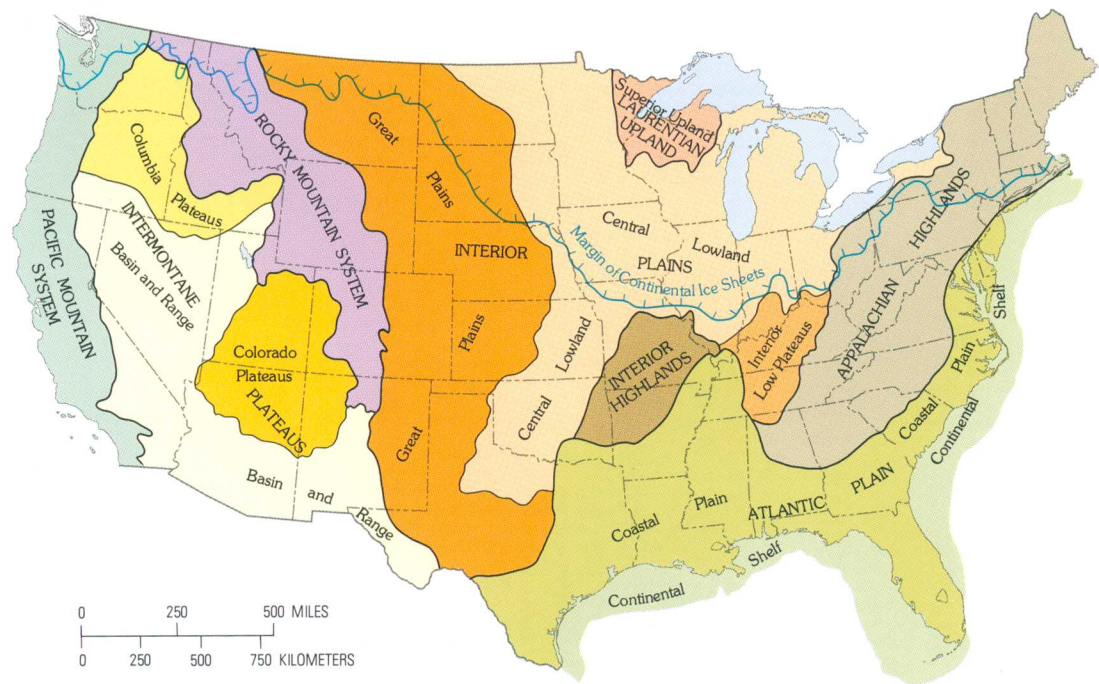 Superior Upland
LAURENTIAN
UPLAND
Great
Plains
ROCKY MOUNTAIN SYSTEM
Columbia
Plateaus
PACIFIC MOUNTAIN
SYSTEM
INTERMONTANE
Basin and Range
INTERIOR
Central
Lowland
PLAINS
Margin of Continental Ice Sheets
APPALACHIAN
HIGHLANDS
Colorado
Plateaus
PLATEAUS
Plains
Lowland
Central
INTERIOR
HIGHLANDS
Interior
Low Plateaus
Shelf
Plain
Coastal
Continental
Great
Basin and Range
Coastal
Plain
ATLANTIC
PLAIN
Shelf
Continental
0 250 500 MILES
0 250 500 750 KILOMETERS